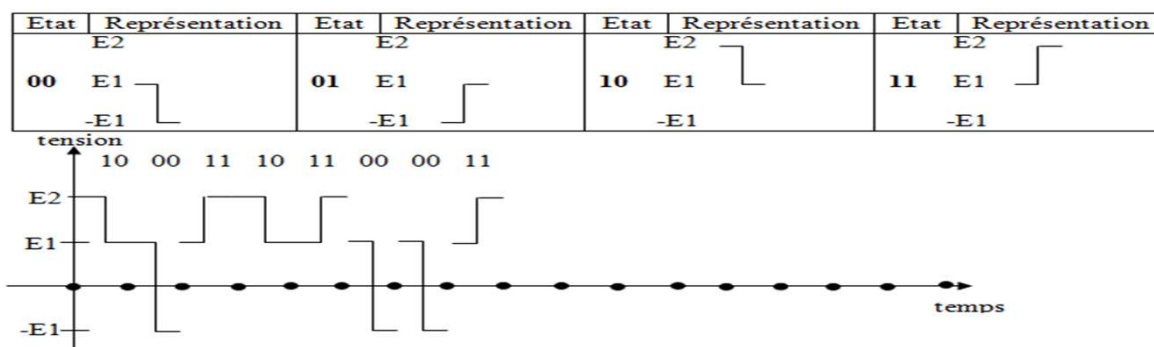 Etat Représentation Etat Représentation Etat Représentation Etat Représentation
E2 E2 E2 E2
00 E1 01 E1 10 E1 11 E1
-E1 -E1 -E1 -E1
tension
10 00 11 10 11 00 00 11
E2
E1
temps
-E1